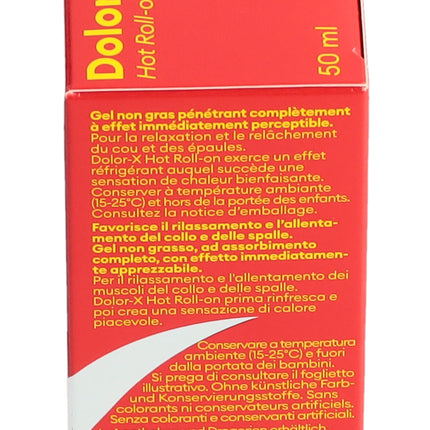 Dolor-
Hot Roll-o
50 ml
Gel non gras pénétrant complètement
à effet immédiatement perceptible.
Pour la relaxation et le relâchement
du cou et des épaules.
Dolor-X Hot Roll-on exerce un effet
réfrigérant auquel succède une
sensation de chaleur bienfaisante.
Conserver à température ambiante
(15-25°C) et hors de la portée des enfants.
Consultez la notice d'emballage.
Favorisce il rilassamento e l'allenta-
mento del collo e delle spalle.
Gel non grasso, ad assorbimento
completo, con effetto immediatamen-
te apprezzabile.
Per il rilassamento e l'allentamento dei
muscoli del collo e delle spalle.
Dolor-X Hot Roll-on prima rinfresca e
poi crea una sensazione di calore
piacevole.
Conservare a temperatura
ambiente (15-25°C) e fuori
dalla portata dei bambini.
Si prega di consultare il foglietto
illustrativo. Ohne künstliche Farb-
und Konservierungsstoffe. Sans
colorants ni conservateurs artificiels.
Senza coloranti e conservanti artificiali.